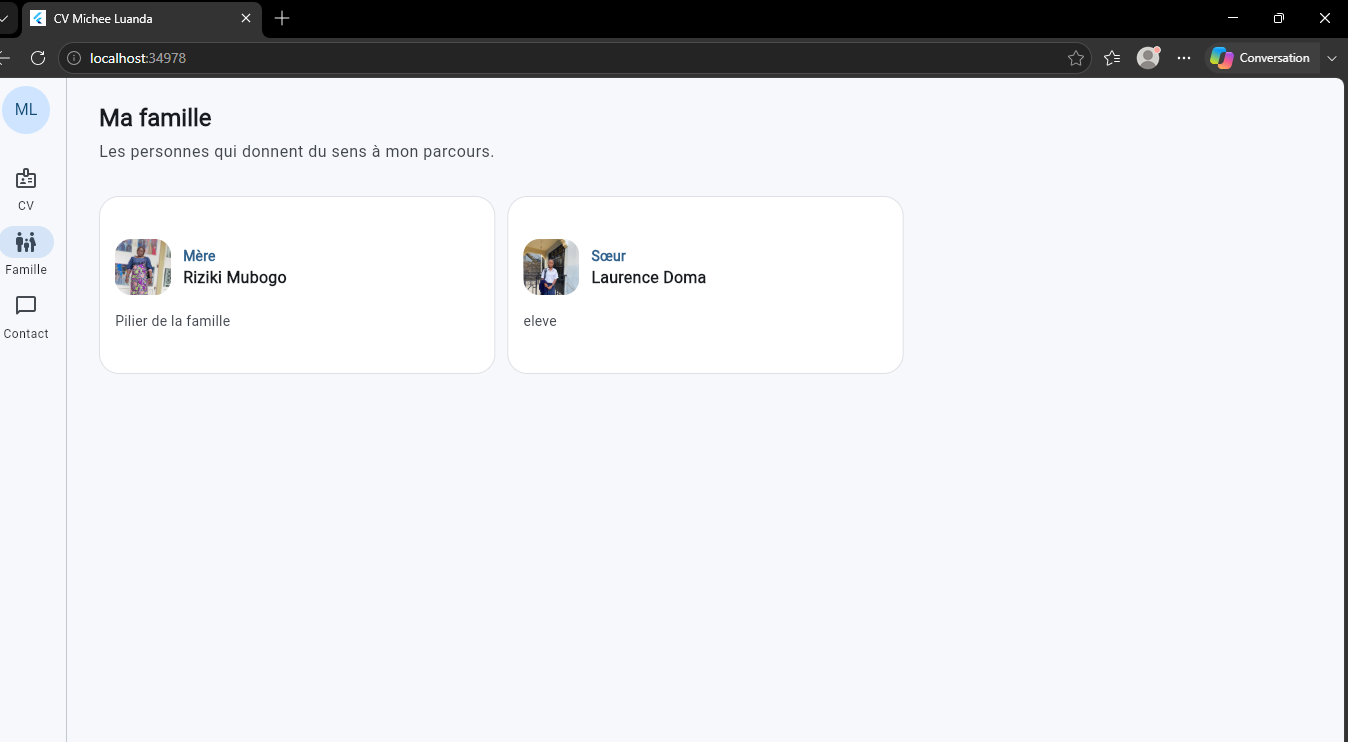 CV Michee Luanda
localhost:34978
Conversation
ML
CV
Famille
Contact
Ma famille
Les personnes qui donnent du sens à mon parcours.
Mère
Riziki Mubogo
Pilier de la famille
Sœur
Laurence Doma
eleve